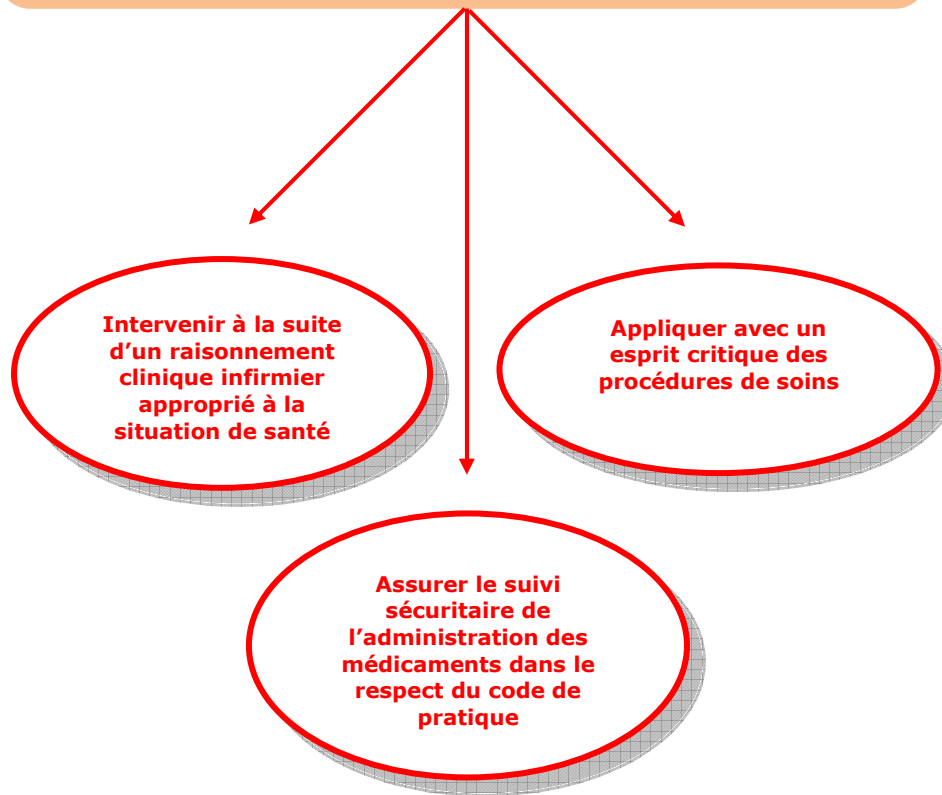 Intervenir à la suite
d’un raisonnement
clinique infirmier
approprié à la
situation de santé
Appliquer avec un
esprit critique des
procédures de soins
Assurer le suivi
sécuritaire de
l’administration des
médicaments dans le
respect du code de
pratique